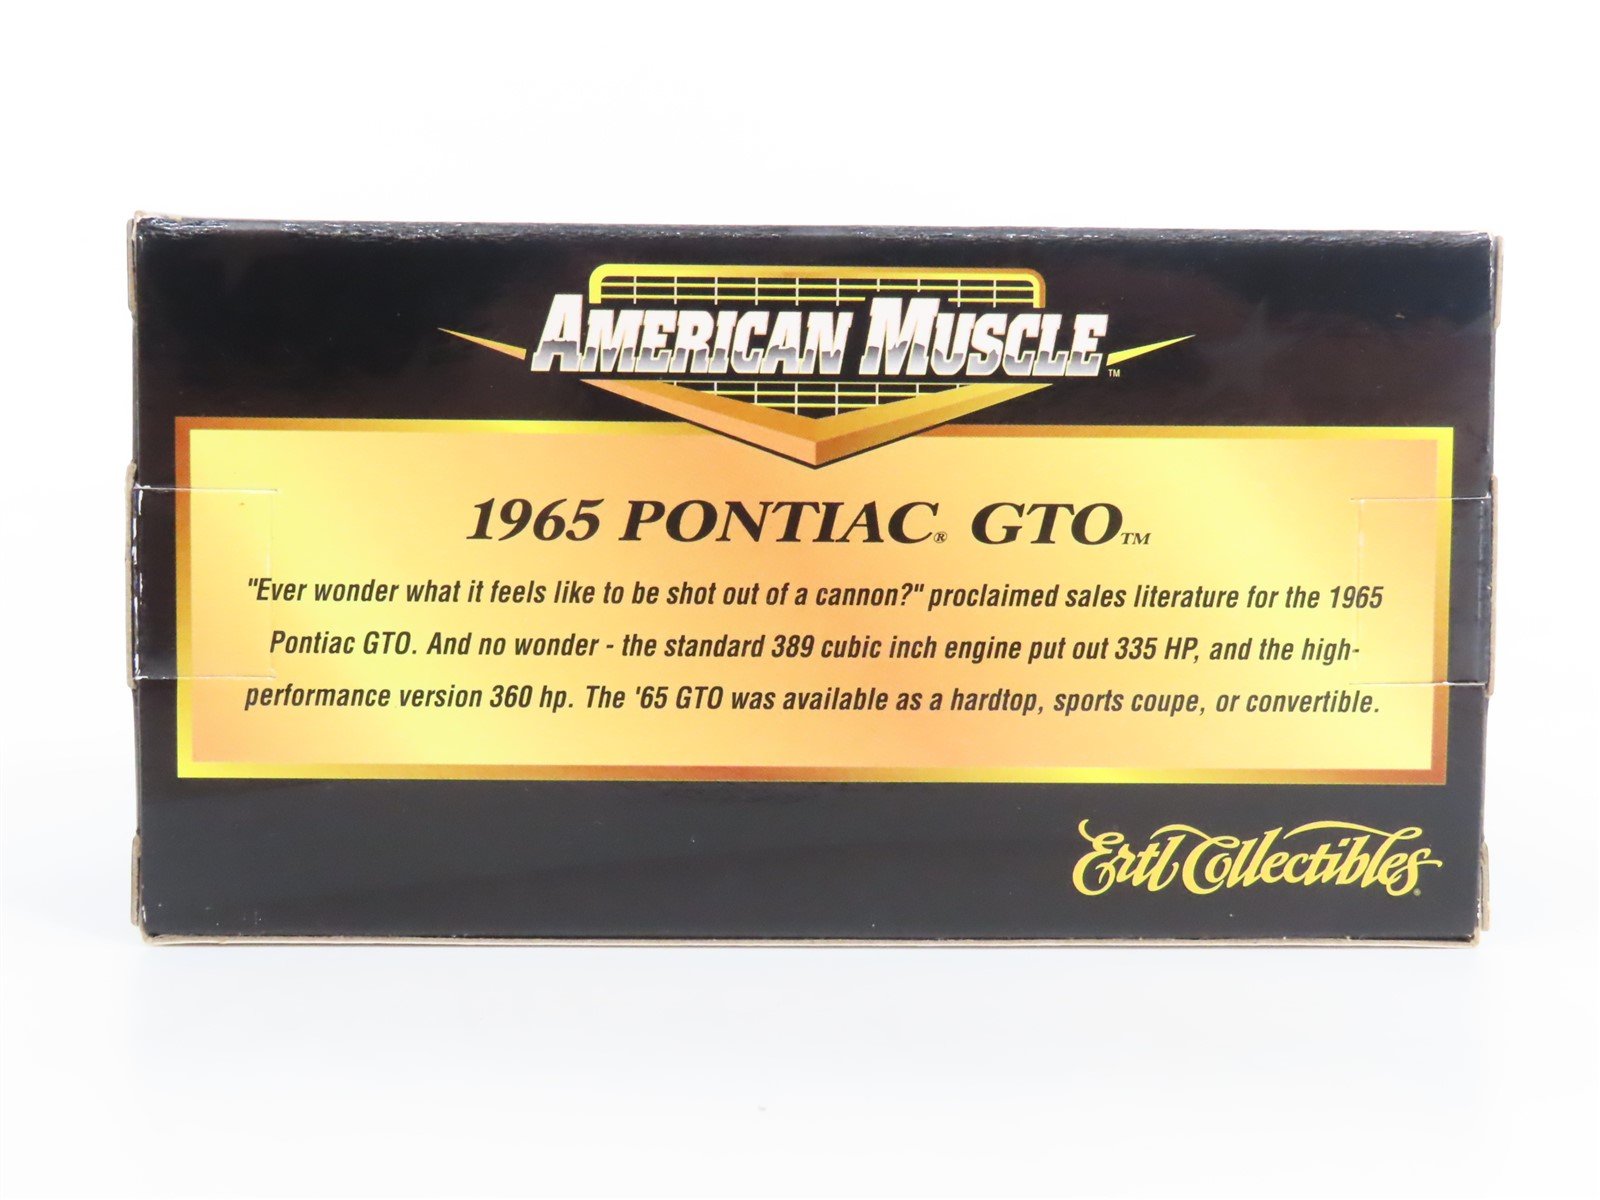 AMERICAN MUSCLE™
1965 PONTIAC® GTO™
"Ever wonder what it feels like to be shot out of a cannon?" proclaimed sales literature for the 1965
Pontiac GTO. And no wonder - the standard 389 cubic inch engine put out 335 HP, and the high-
performance version 360 hp. The '65 GTO was available as a hardtop, sports coupe, or convertible.
Ertl Collectibles®